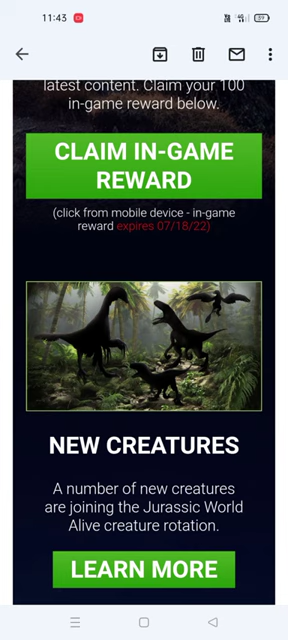 11:43
89
latest content. Claim your 100
in-game reward below.
CLAIM IN-GAME
REWARD
(click from mobile device - in-game
reward expires 07/18/22)
NEW CREATURES
A number of new creatures
are joining the Jurassic World
Alive creature rotation.
LEARN MORE